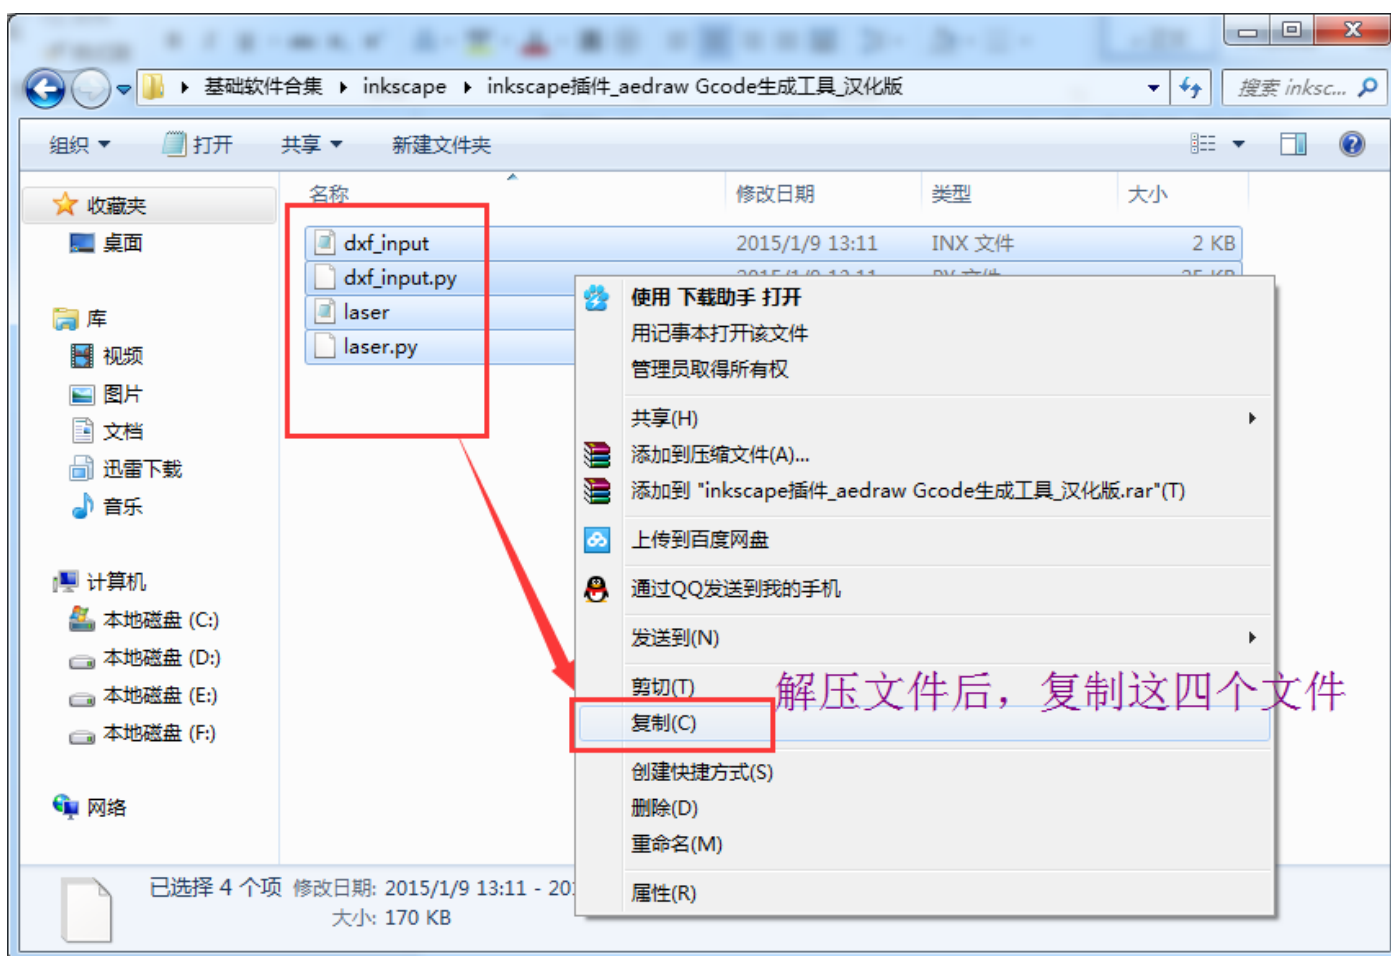 基础软件合集 inkscape inkscape插件_aedraw Gcode生成工具_汉化版
搜索 inksc...
组织 打开 共享 新建文件夹
名称 修改日期 类型 大小
收藏夹
桌面
库
视频
图片
文档
迅雷下载
音乐
计算机
本地磁盘 (C:)
本地磁盘 (D:)
本地磁盘 (E:)
本地磁盘 (F:)
网络
dxf_input 2015/1/9 13:11 INX 文件 2 KB
dxf_input.py 2015/1/9 13:11 PY 文件 25 KB
laser
laser.py
使用 下载助手 打开
用记事本打开该文件
管理员取得所有权
共享(H)
添加到压缩文件(A)...
添加到 "inkscape插件_aedraw Gcode生成工具_汉化版.rar"(T)
上传到百度网盘
通过QQ发送到我的手机
发送到(N)
剪切(T)
复制(C)
解压文件后，复制这四个文件
创建快捷方式(S)
删除(D)
重命名(M)
属性(R)
已选择 4 个项 修改日期: 2015/1/9 13:11 - 20
大小: 170 KB